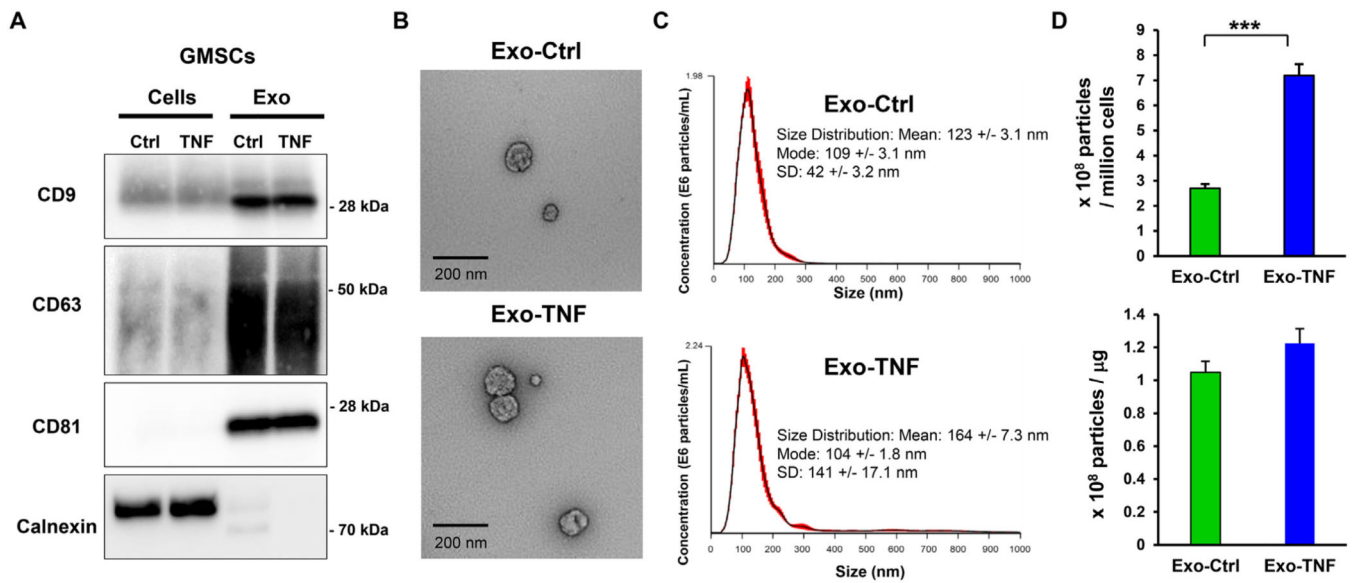 A
GMSCs
Cells Exo
Ctrl TNF Ctrl TNF
CD9
- 28 kDa
CD63
- 50 kDa
CD81
- 28 kDa
Calnexin
- 70 kDa
B
Exo-Ctrl
200 nm
Exo-TNF
200 nm
C
Concentration (E6 particles/mL)
1.98
Exo-Ctrl
Size Distribution: Mean: 123 +/- 3.1 nm
Mode: 109 +/- 3.1 nm
SD: 42 +/- 3.2 nm
0 100 200 300 400 500 600 700 800 900 1000
Size (nm)
Concentration (E6 particles/mL)
2.24
Exo-TNF
Size Distribution: Mean: 164 +/- 7.3 nm
Mode: 104 +/- 1.8 nm
SD: 141 +/- 17.1 nm
0 100 200 300 400 500 600 700 800 900 1000
Size (nm)
D
x 10⁸ particles
/ million cells
9
8
7
6
5
4
3
2
1
0
***
Exo-Ctrl Exo-TNF
x 10⁸ particles / μg
1.4
1.2
1
0.8
0.6
0.4
0.2
0
Exo-Ctrl Exo-TNF